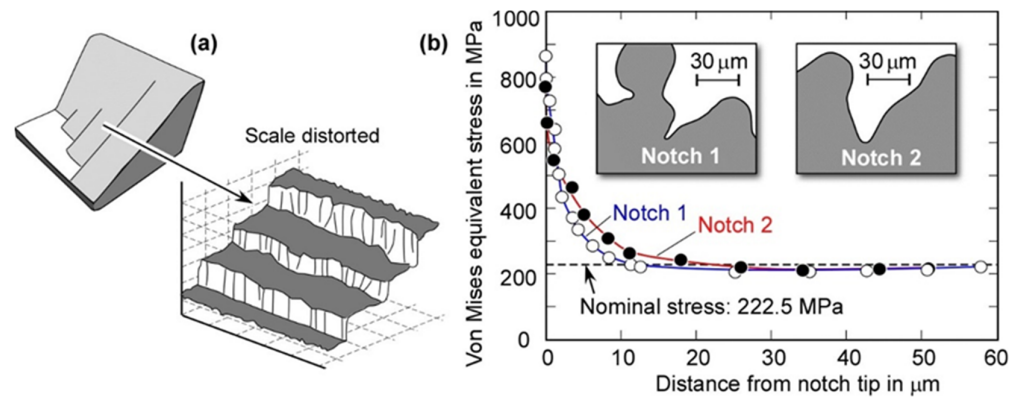 (a)
(b)
Scale distorted
Von Mises equivalent stress in MPa
1000
800
600
400
200
0
30 μm
Notch 1
30 μm
Notch 2
Notch 1
Notch 2
Nominal stress: 222.5 MPa
0
10
20
30
40
50
60
Distance from notch tip in μm